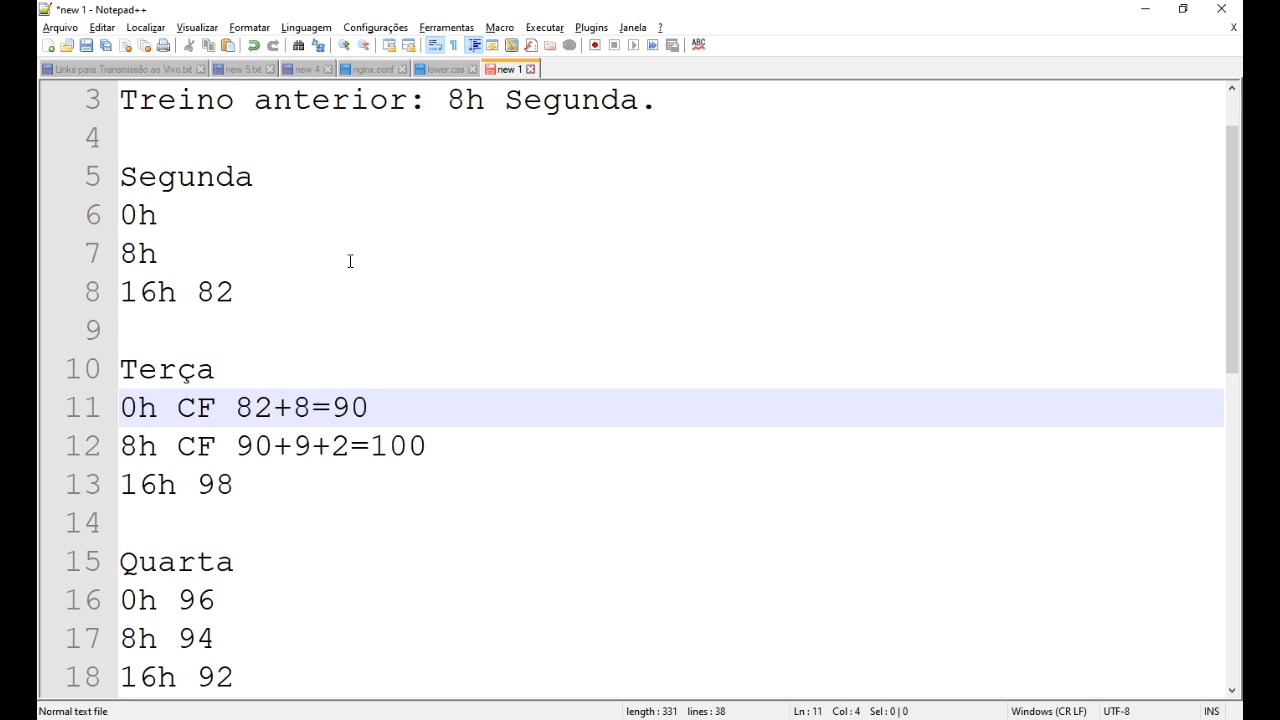 *new 1 - Notepad++
Arquivo Editar Localizar Visualizar Formatar Linguagem Configurações Ferramentas Macro Executar Plugins Janela ? X
Links para Transmissão ao Vivo.txt new 5.txt new 4 nginx.conf lower.css new 1
3 Treino anterior: 8h Segunda.
4
5 Segunda
6 0h
7 8h
8 16h 82
9
10 Terça
11 0h CF 82+8=90
12 8h CF 90+9+2=100
13 16h 98
14
15 Quarta
16 0h 96
17 8h 94
18 16h 92
Normal text file length : 331 lines : 38 Ln : 11 Col : 4 Sel : 0 | 0 Windows (CR LF) UTF-8 INS